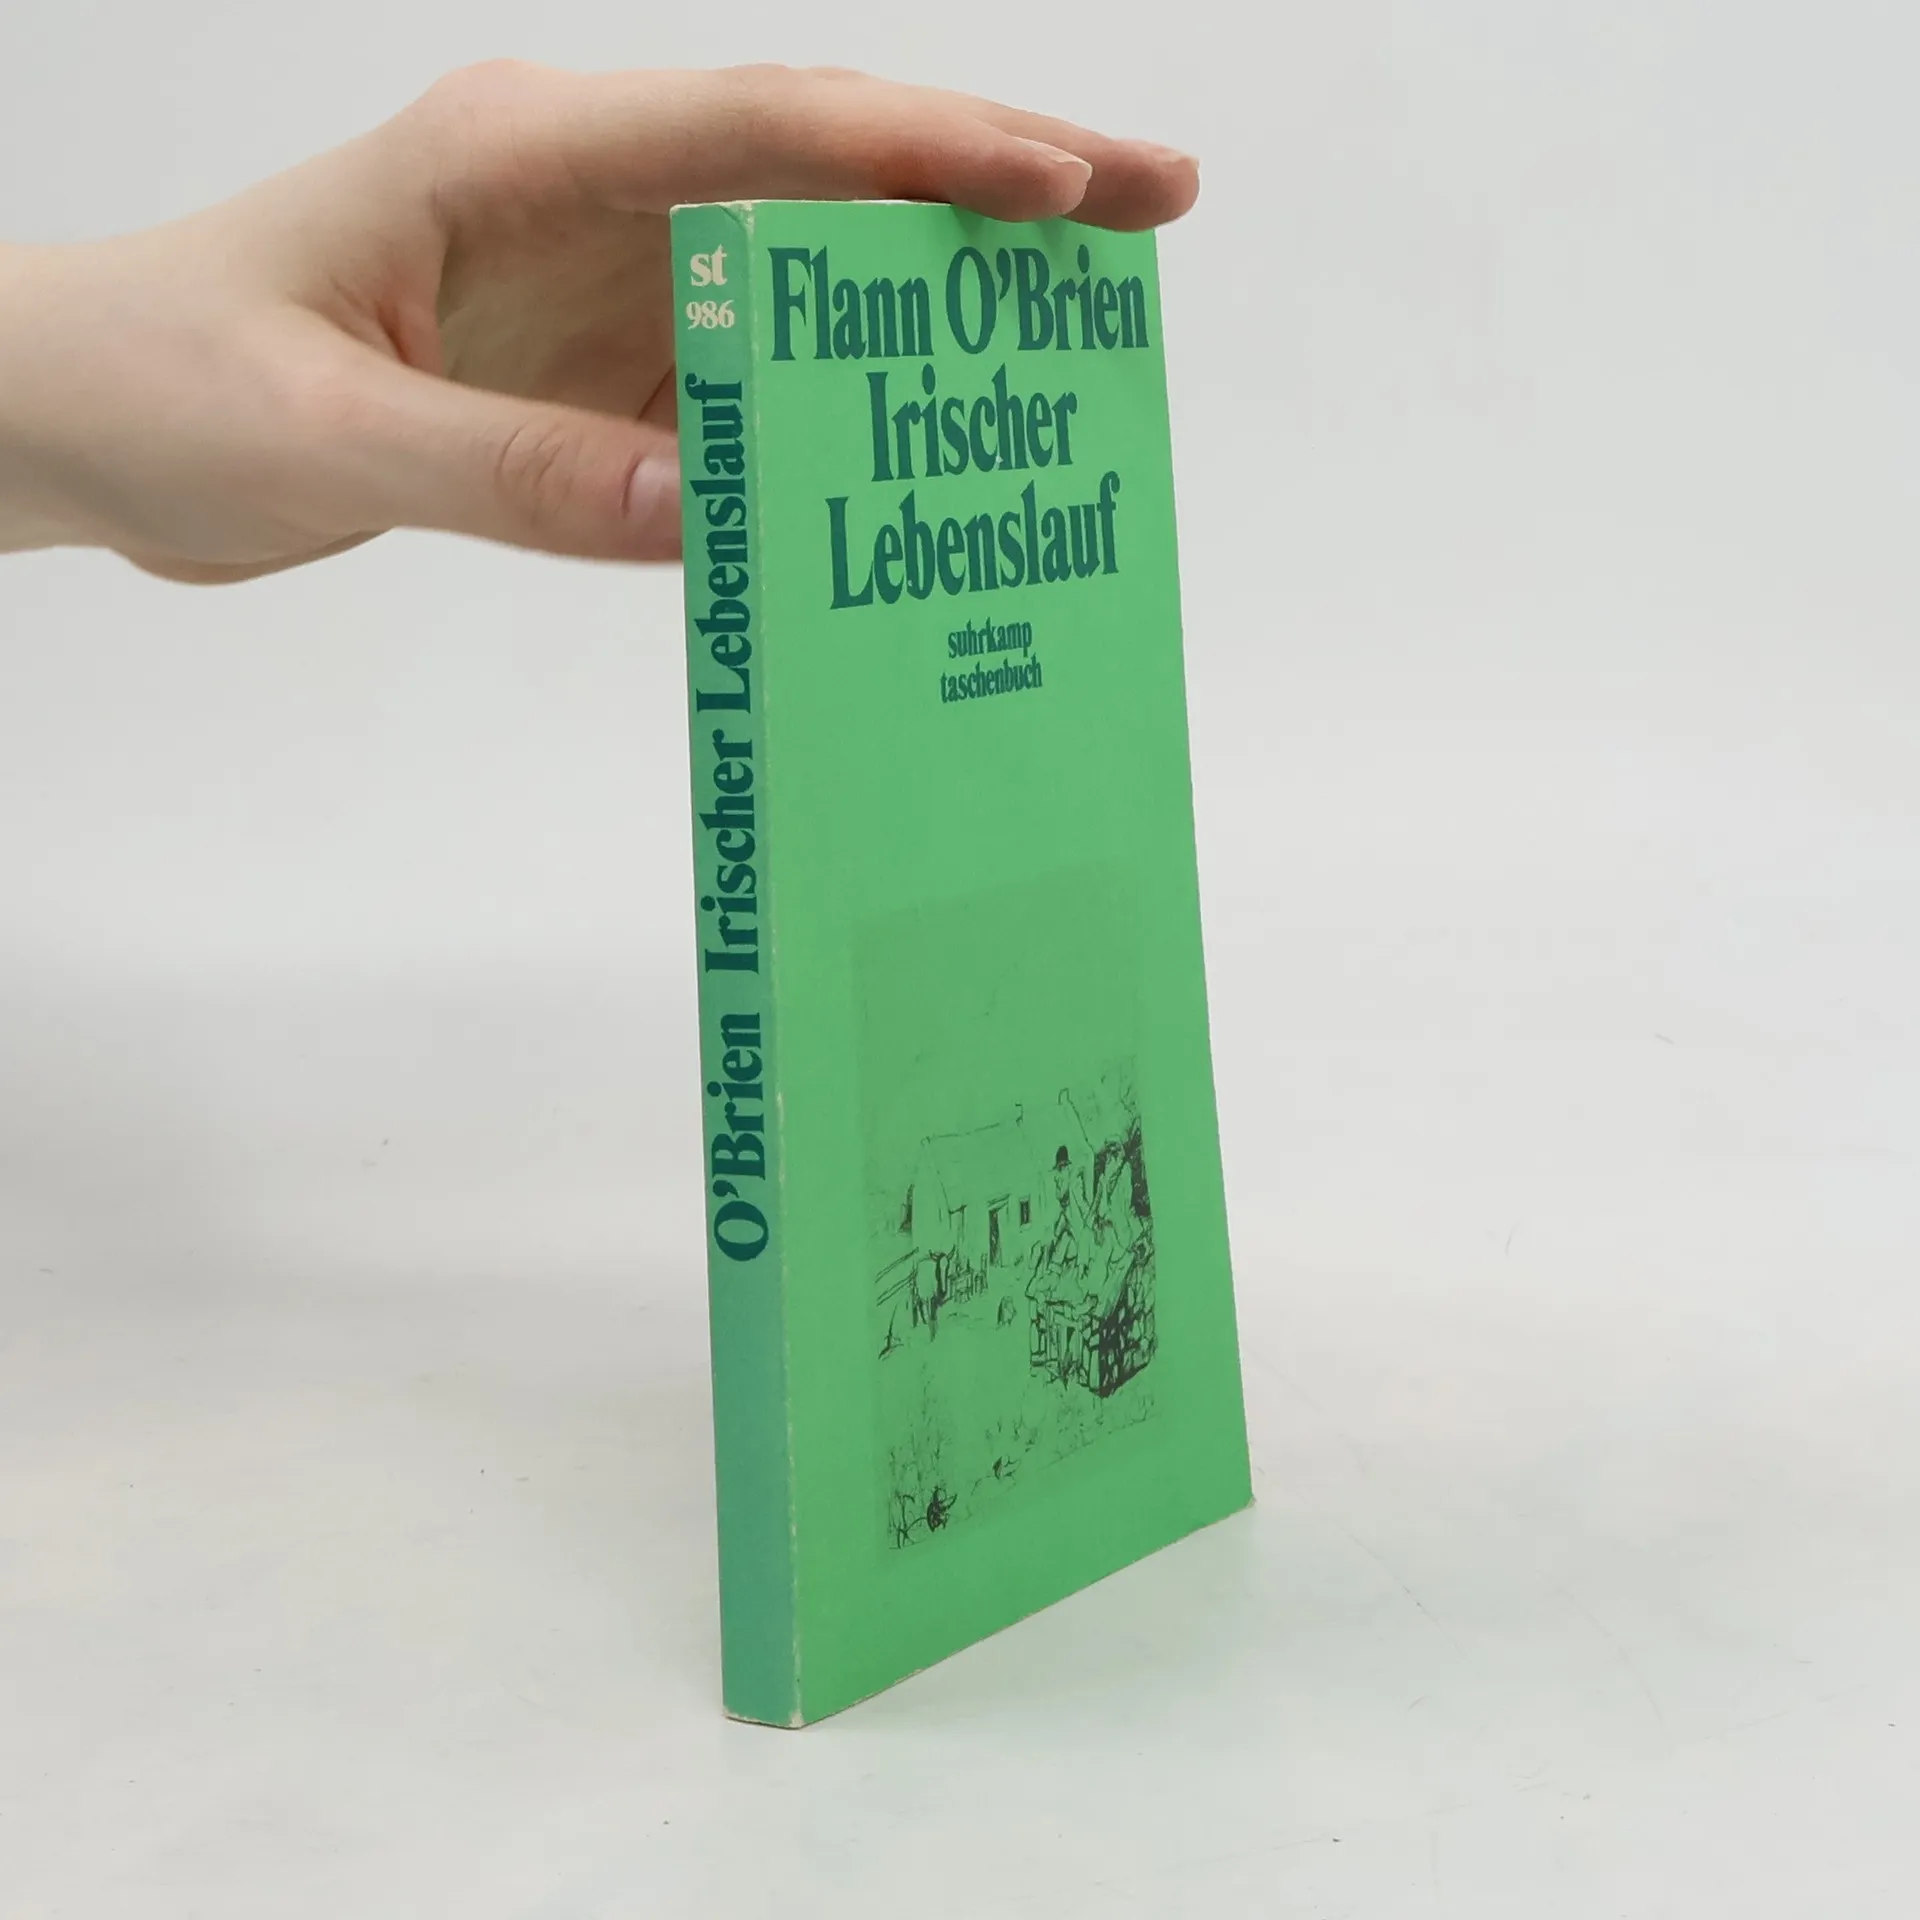 st
986
O'Brien Irischer Lebenslauf
Flann O'Brien
Irischer
Lebenslauf
suhrkamp
taschenbuch